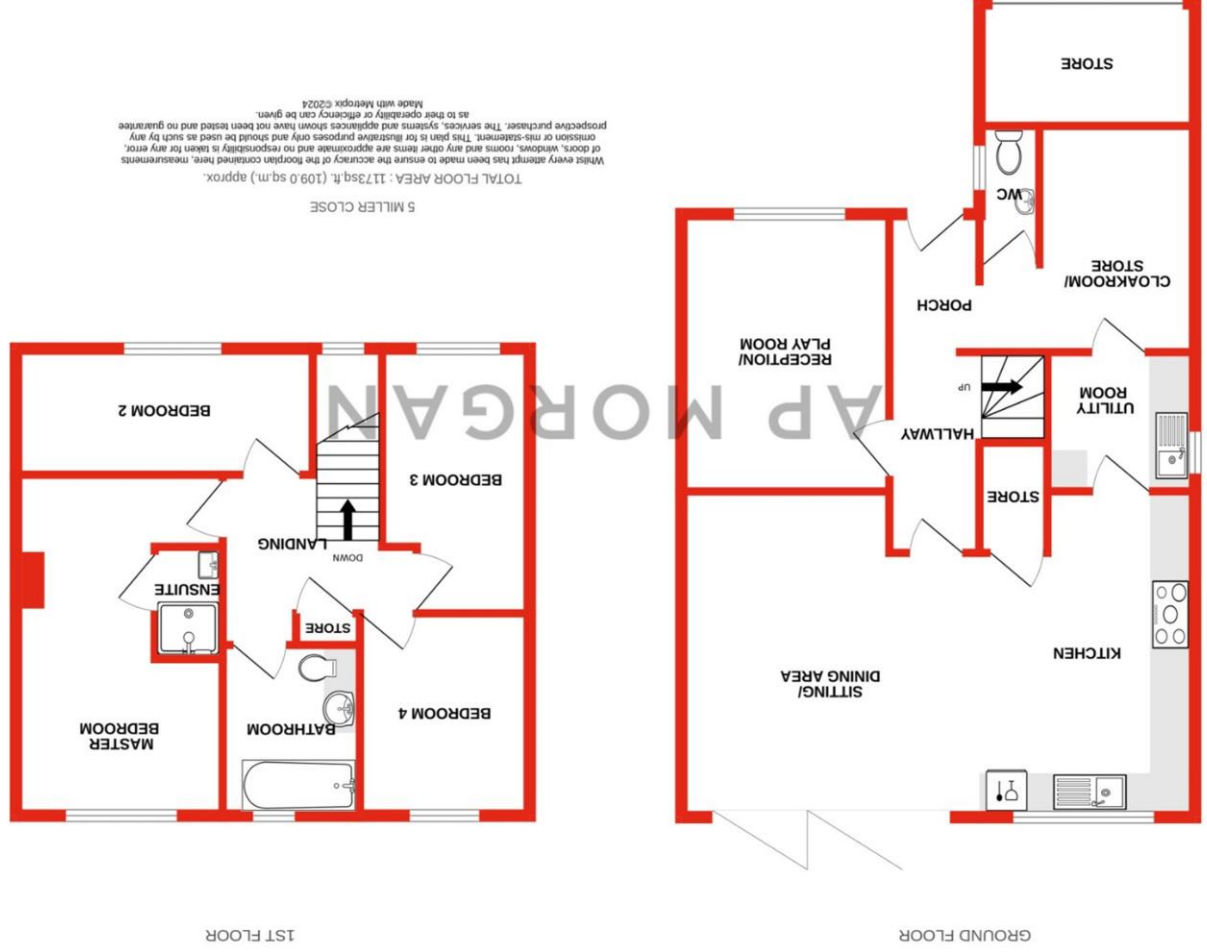 GROUND FLOOR
1ST FLOOR
KITCHEN
SITTING/
DINING AREA
STORE
HALLWAY
UTILITY
ROOM
UP
RECEPTION/
PLAY ROOM
PORCH
CLOAKROOM/
STORE
WC
STORE
MASTER
BEDROOM
BATHROOM
BEDROOM 4
STORE
ENSUITE
DOWN
LANDING
BEDROOM 3
BEDROOM 2
AP MORGAN
5 MILLER CLOSE
TOTAL FLOOR AREA : 1173sq.ft. (109.0 sq.m.) approx.
Whilst every attempt has been made to ensure the accuracy of the floorplan contained here, measurements
of doors, windows, rooms and any other items are approximate and no responsibility is taken for any error,
omission or mis-statement. This plan is for illustrative purposes only and should be used as such by any
prospective purchaser. The services, systems and appliances shown have not been tested and no guarantee
as to their operability or efficiency can be given.
Made with Metropix ©2024